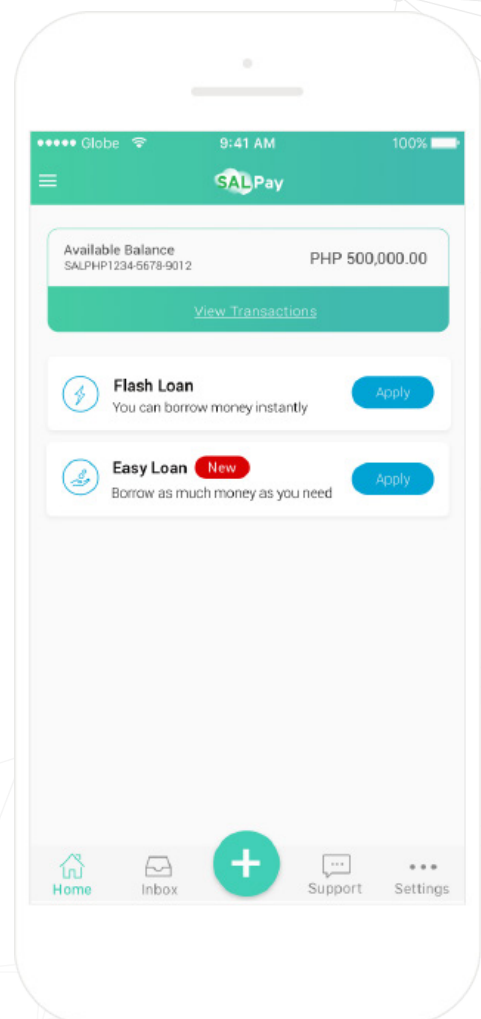 Globe 9:41 AM 100%
SALPay
Available Balance
SALPHP1234-5678-9012
PHP 500,000.00
View Transactions
Flash Loan
You can borrow money instantly
Apply
Easy Loan New
Borrow as much money as you need
Apply
Home Inbox + Support Settings